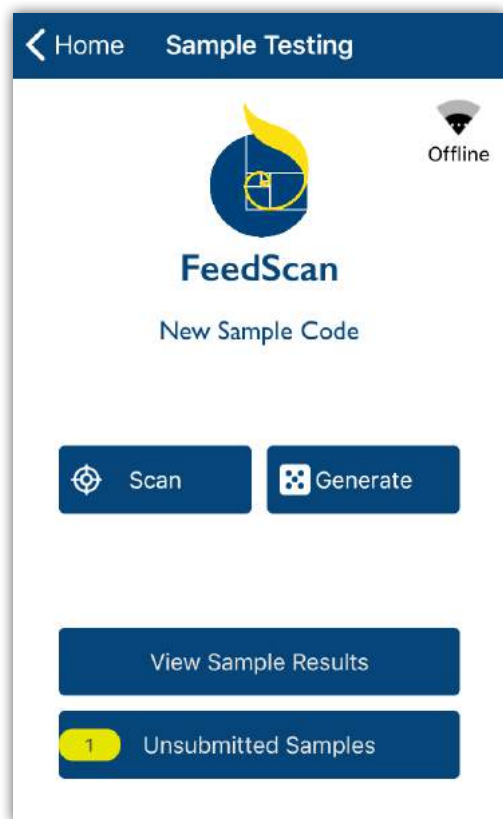 Home Sample Testing
Offline
FeedScan
New Sample Code
Scan Generate
View Sample Results
1 Unsubmitted Samples